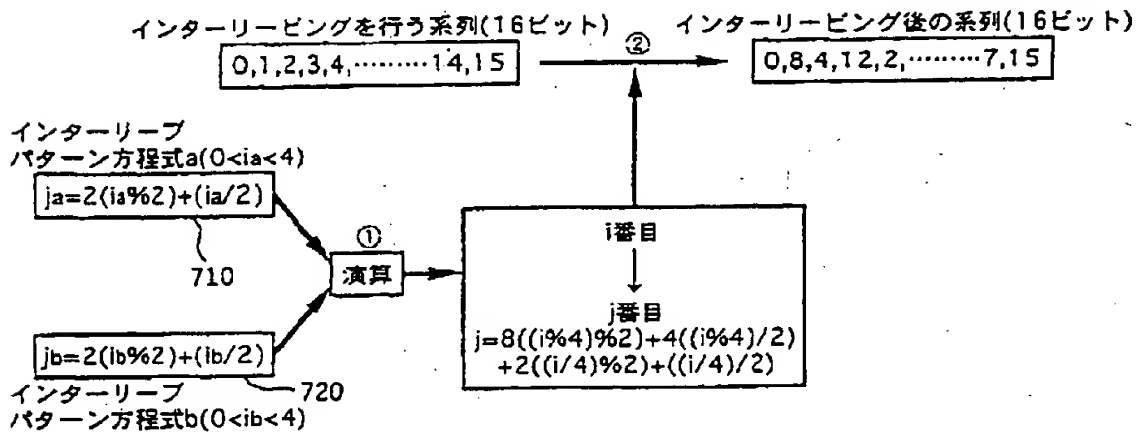 インターリービングを行う系列(16ビット)
②
インターリービング後の系列(16ビット)
0,1,2,3,4,………14,15
0,8,4,12,2,………7,15
インターリーブ
パターン方程式a(0<ia<4)
ja=2(ia%2)+(ia/2)
710
①
演算
i番目
j番目
j=8((i%4)%2)+4((i%4)/2)
+2((i/4)%2)+((i/4)/2)
jb=2(ib%2)+(ib/2)
720
インターリーブ
パターン方程式b(0<ib<4)